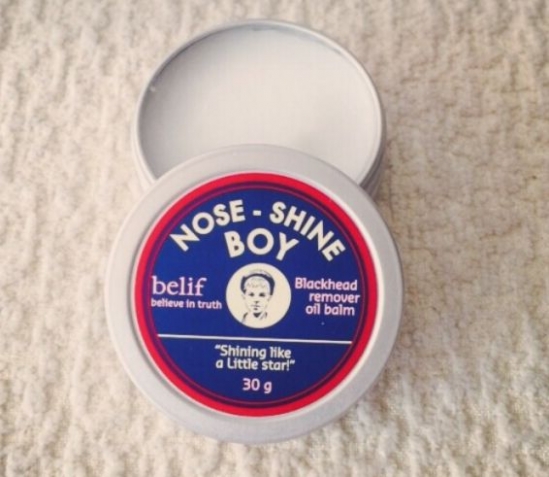 NOSE - SHINE
BOY
belif
believe in truth
Blackhead
remover
oil balm
"Shining like
a Little star!"
30 g